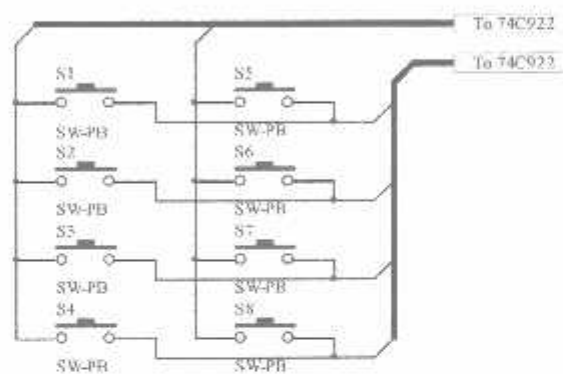 To 74C922
To 74C922
S1
S5
SW-PB
SW-PB
S2
S6
SW-PB
SW-PB
S3
S7
SW-PB
SW-PB
S4
S8
SW-PB
SW-PB